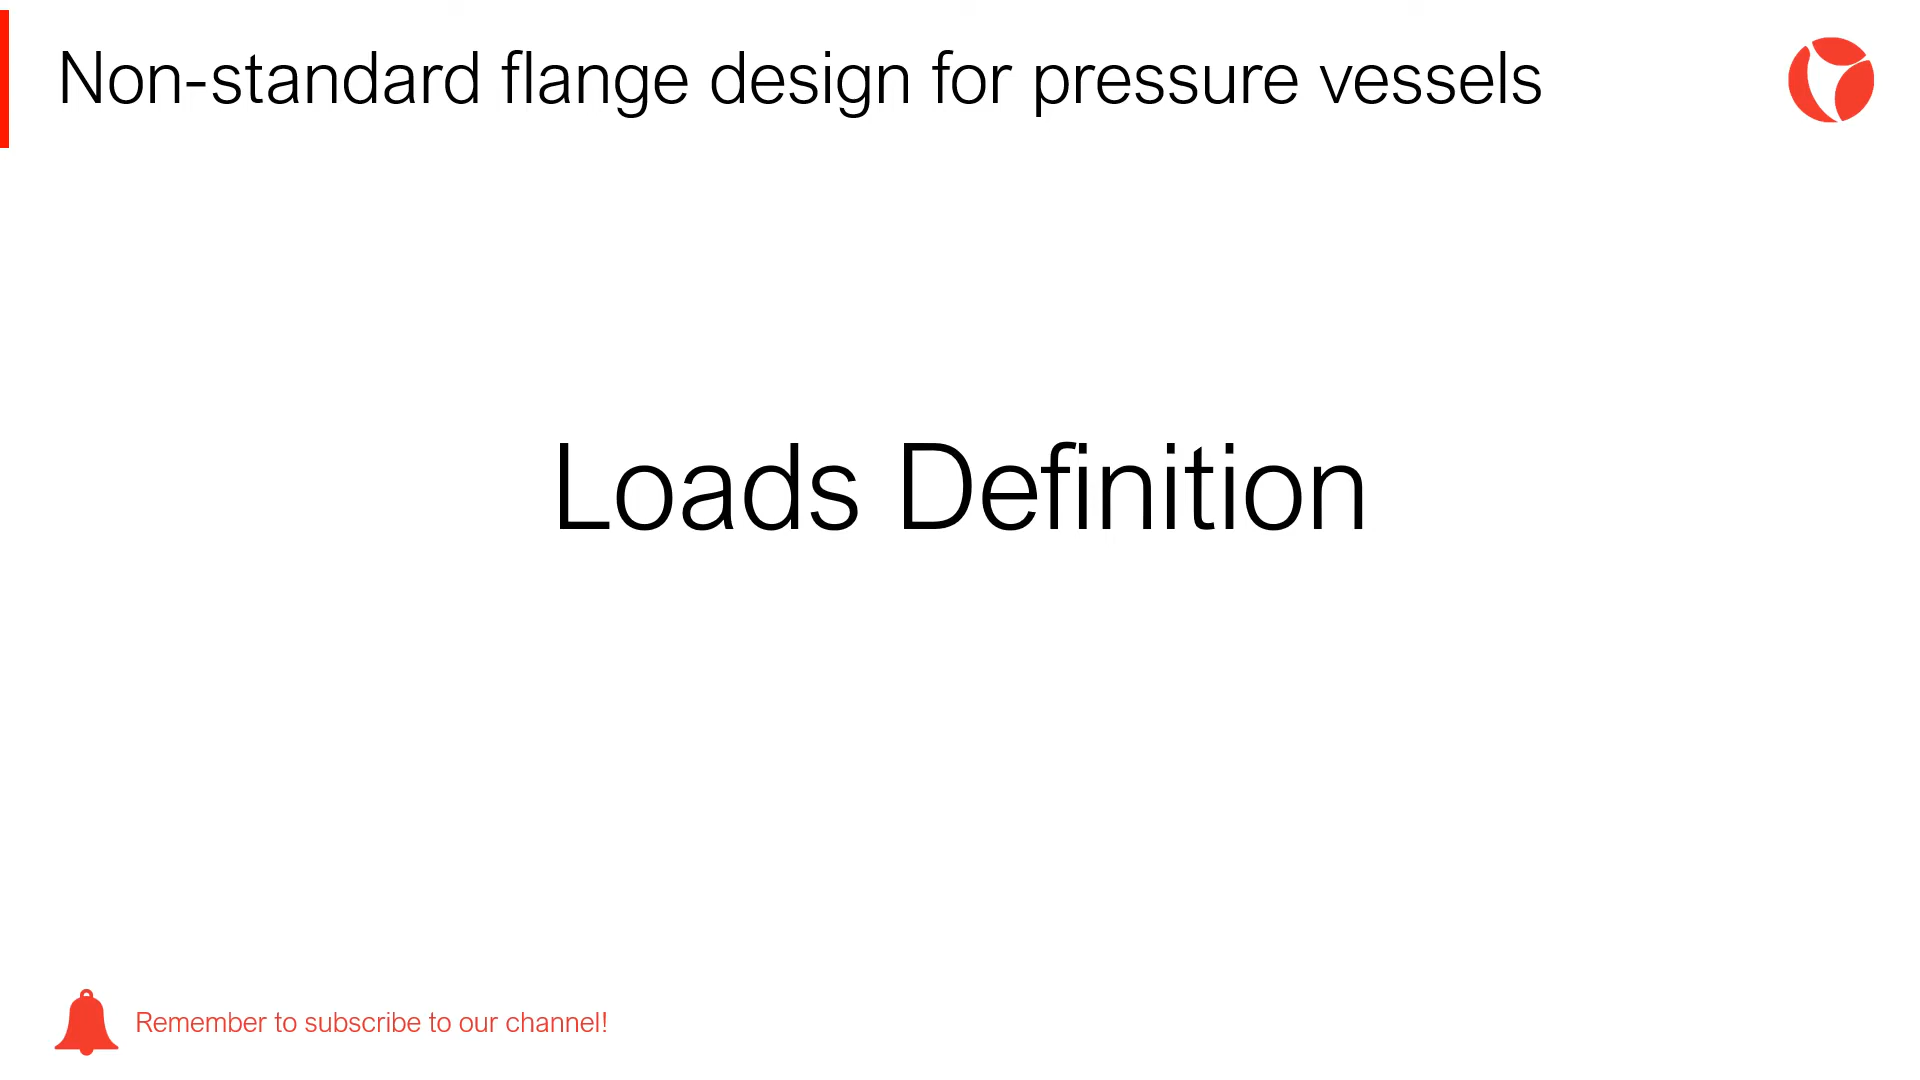 Non-standard flange design for pressure vessels
Loads Definition
Remember to subscribe to our channel!